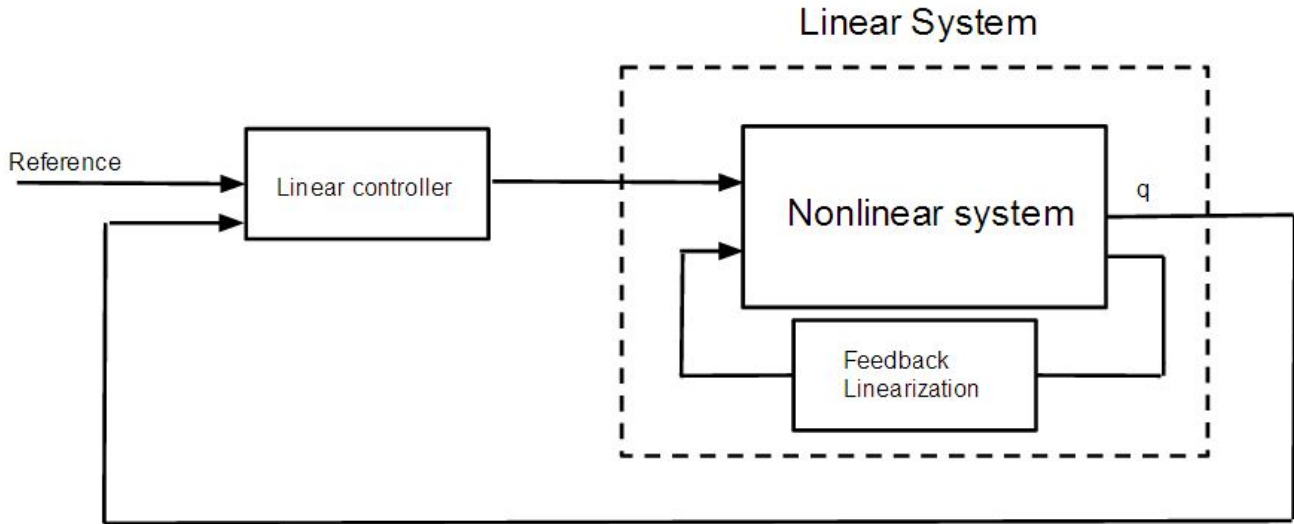 Linear System
Reference
Linear controller
q
Nonlinear system
Feedback
Linearization